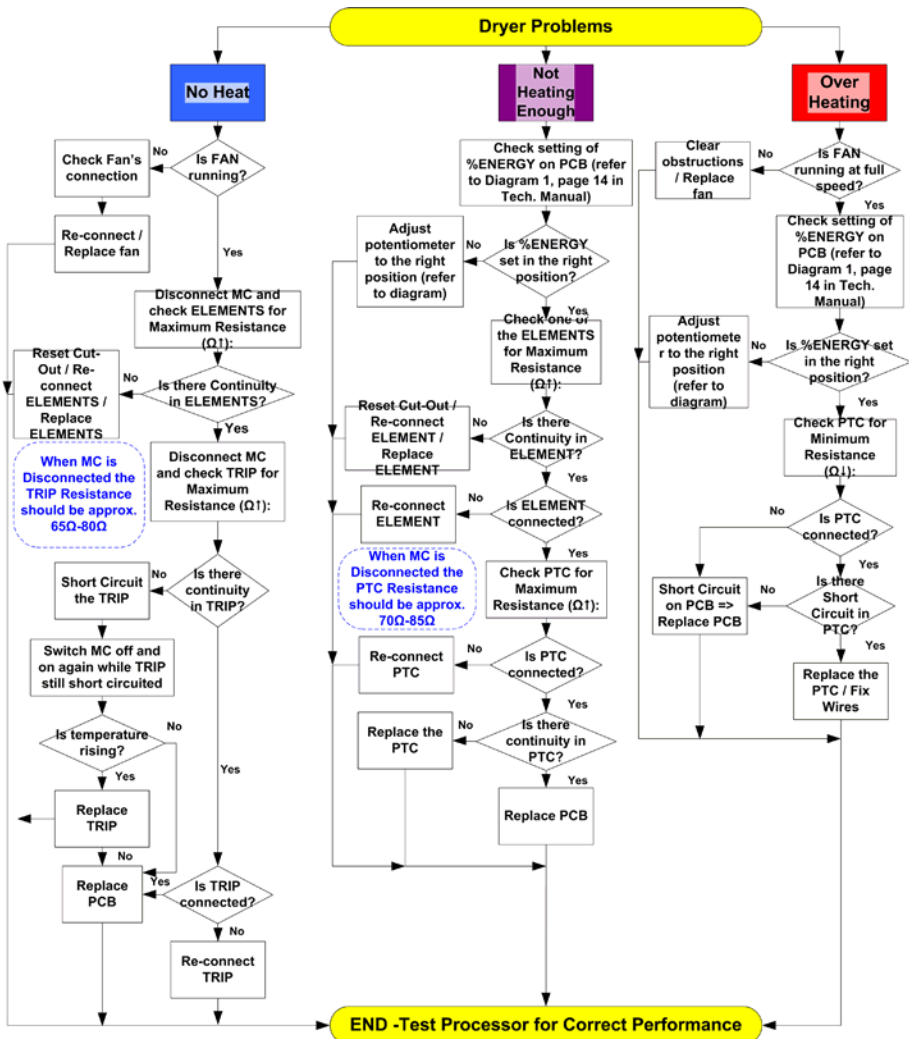 Dryer Problems
No Heat
Is FAN
running?
No
Check Fan's
connection
Re-connect /
Replace fan
Yes
Disconnect MC and
check ELEMENTS for
Maximum Resistance
(Ω↑):
Is there Continuity
in ELEMENTS?
No
Reset Cut-
Out / Re-
connect
ELEMENTS /
Replace
ELEMENTS
Yes
When MC is
Disconnected the
TRIP Resistance
should be approx.
65Ω-80Ω
Disconnect MC
and check TRIP for
Maximum
Resistance (Ω↑):
Is there
continuity
in TRIP?
No
Short Circuit
the TRIP
Switch MC off and
on again while TRIP
still short circuited
Is temperature
rising?
No
Yes
Replace
TRIP
No
Replace
PCB
Yes
Is TRIP
connected?
Yes
No
Re-connect
TRIP
Not
Heating
Enough
Check setting of
%ENERGY on PCB (refer
to Diagram 1, page 14 in
Tech. Manual)
Is %ENERGY
set in the right
position?
No
Adjust
potentiometer
to the right
position (refer
to diagram)
Yes
Check one of
the ELEMENTS
for Maximum
Resistance
(Ω↑):
Is there
Continuity in
ELEMENT?
No
Reset Cut-Out / Re-
connect ELEMENT /
Replace
ELEMENT
Yes
Is ELEMENT
connected?
No
Re-connect
ELEMENT
Yes
When MC is
Disconnected the
PTC Resistance
should be approx.
70Ω-85Ω
Check PTC for
Maximum
Resistance (Ω↑):
Is PTC
connected?
No
Re-connect
PTC
Yes
Is there
continuity in
PTC?
No
Replace the
PTC
Yes
Replace PCB
Over
Heating
Is FAN
running at full
speed?
No
Clear
obstructions
/ Replace
fan
Yes
Check setting of
%ENERGY on
PCB (refer to
Diagram 1, page
14 in Tech.
Manual)
Is %ENERGY set
in the right
position?
No
Adjust
potentiomete
r to the right
position
(refer to
diagram)
Yes
Check PTC for
Minimum
Resistance
(Ω↓):
Is PTC
connected?
No
Yes
Is there
Short
Circuit in
PTC?
No
Short Circuit
on PCB =>
Replace PCB
Yes
Replace the
PTC / Fix
Wires
END -Test Processor for Correct Performance